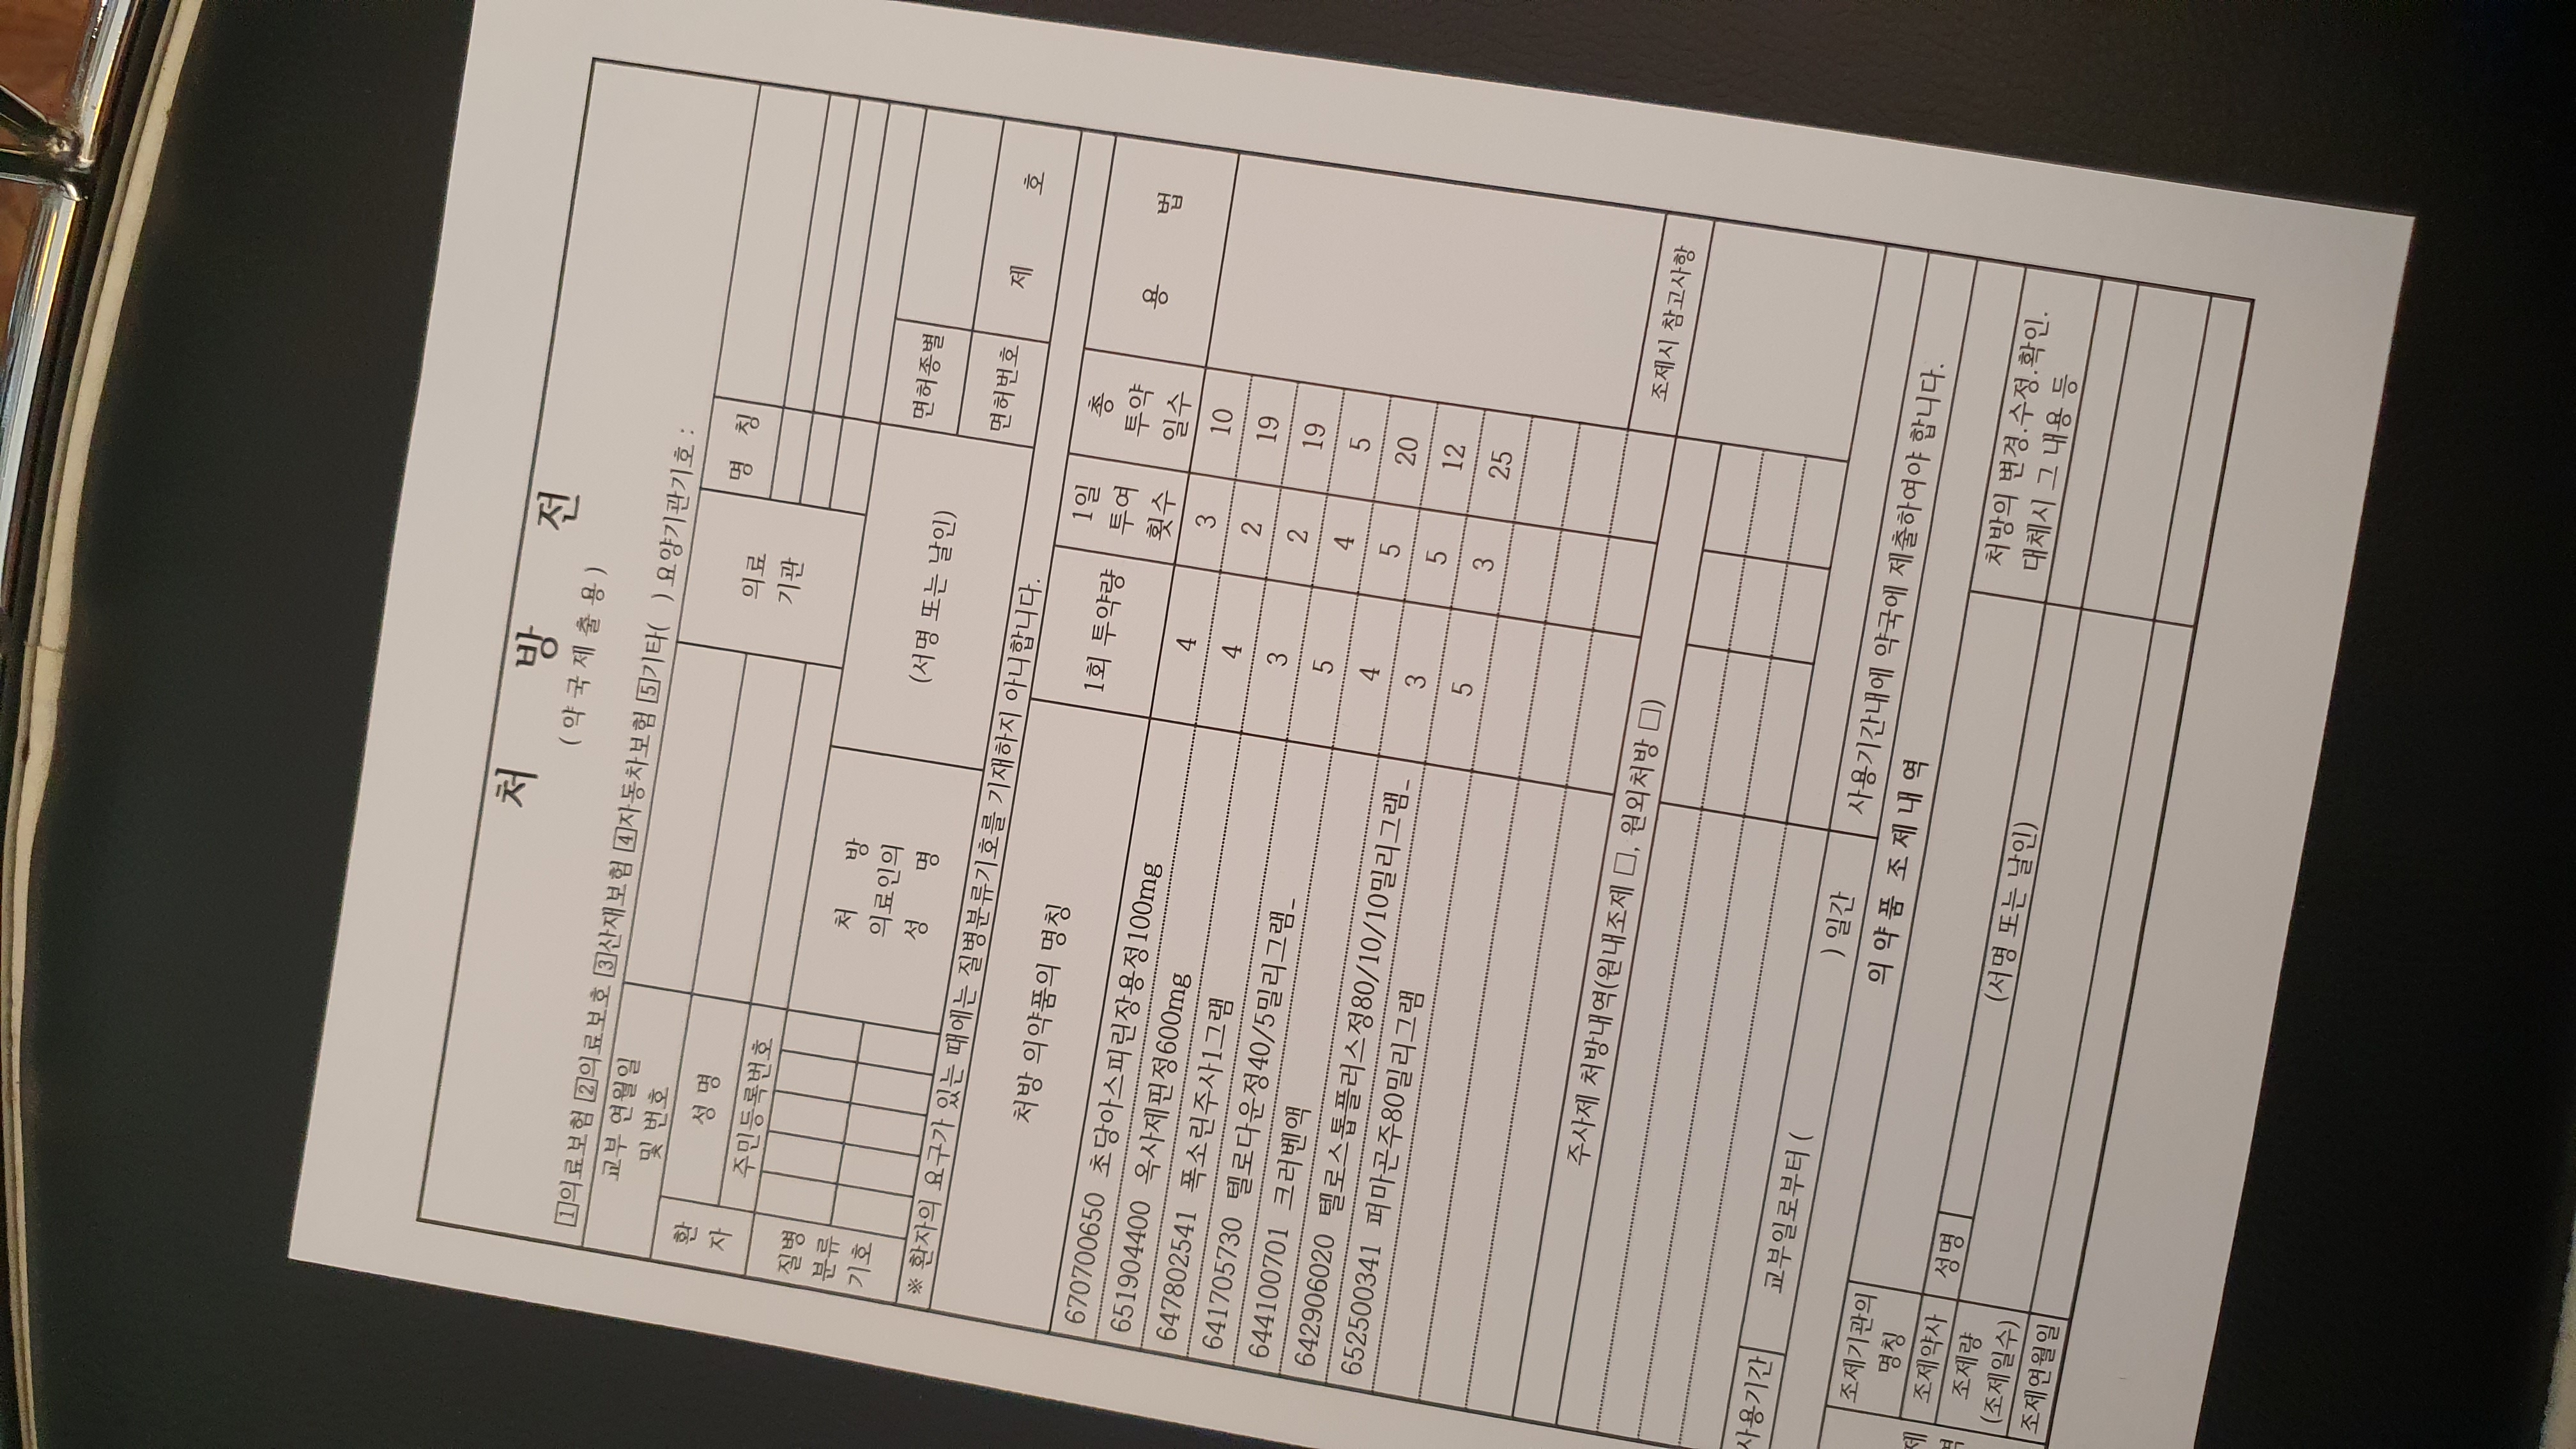 처 방 전
( 약 국 제 출 용 )
1의료보험 2의료보호 3산재보험 4자동차보험 5기타( ) 요양기관기호 :
교부 연월일
및 번호
환
자
성 명
주민등록번호
의료
기관
명 칭
질병
분류
기호
처 방
의료인의
성 명
(서명 또는 날인)
면허종별
면허번호
제 호
※ 환자의 요구가 있는 때에는 질병분류기호를 기재하지 아니합니다.
처방 의약품의 명칭
1회 투약량
1일
투여
횟수
총
투약
일수
용 법
670700650 초당아스피린장용정100mg 4 3 10
651904400 옥사제핀정600mg 4 2 19
647802541 폭소린주사1그램 3 2 19
641705730 텔로다운정40/5밀리그램_ 5 4 5
644100701 크러벤액 4 5 20
642906020 텔로스톱플러스정80/10/10밀리그램_ 3 5 12
652500341 퍼마곤주80밀리그램 5 3 25
주사제 처방내역(원내조제 □, 원외처방 □)
조제시 참고사항
사용기간
교부일로부터 ( ) 일간
사용기간내에 약국에 제출하여야 합니다.
의 약 품 조 제 내 역
제
역
조제기관의
명칭
조제약사
성명
(서명 또는 날인)
조제량
(조제일수)
조제연월일
처방의 변경.수정.확인.
대체시 그 내용 등